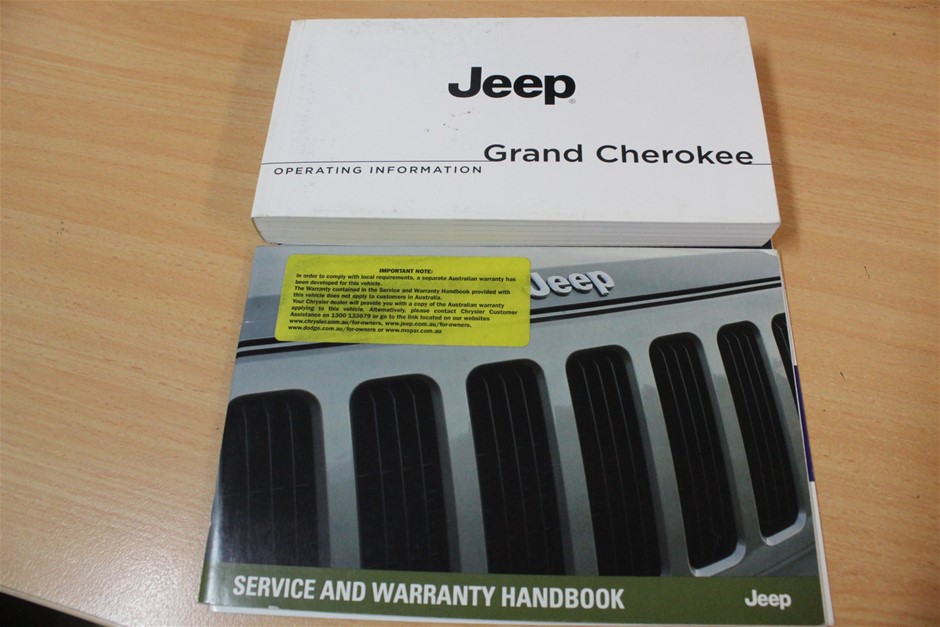 Jeep
Grand Cherokee
OPERATING INFORMATION
Jeep
IMPORTANT NOTE:
In order to comply with local requirements, a separate Australian warranty has
been developed for this vehicle.
The Warranty contained in the Service and Warranty Handbook provided with
this vehicle does not apply to customers in Australia.
Your Chrysler dealer will provide you with a copy of the Australian warranty
applying to this vehicle. Alternatively, please contact Chrysler Customer
Assistance on 1300 133079 or go to the link located on our websites
www.chrysler.com.au/for-owners, www.jeep.com.au/for-owners,
www.dodge.com.au/for-owners or www.mopar.com.au
SERVICE AND WARRANTY HANDBOOK
Jeep